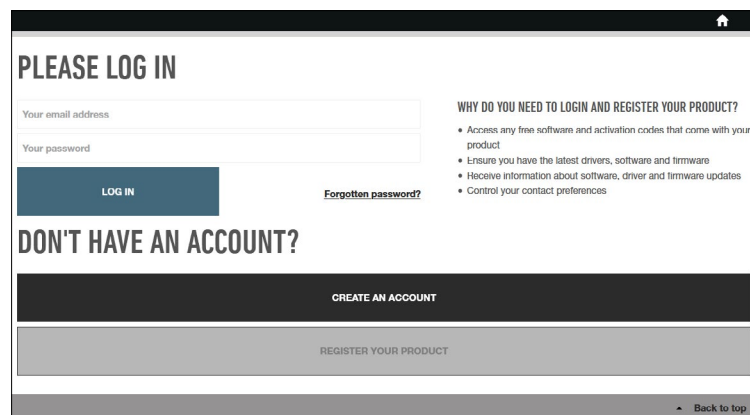 PLEASE LOG IN
Your email address
Your password
LOG IN
Forgotten password?
WHY DO YOU NEED TO LOGIN AND REGISTER YOUR PRODUCT?
• Access any free software and activation codes that come with your
product
• Ensure you have the latest drivers, software and firmware
• Receive information about software, driver and firmware updates
• Control your contact preferences
DON'T HAVE AN ACCOUNT?
CREATE AN ACCOUNT
REGISTER YOUR PRODUCT
Back to top